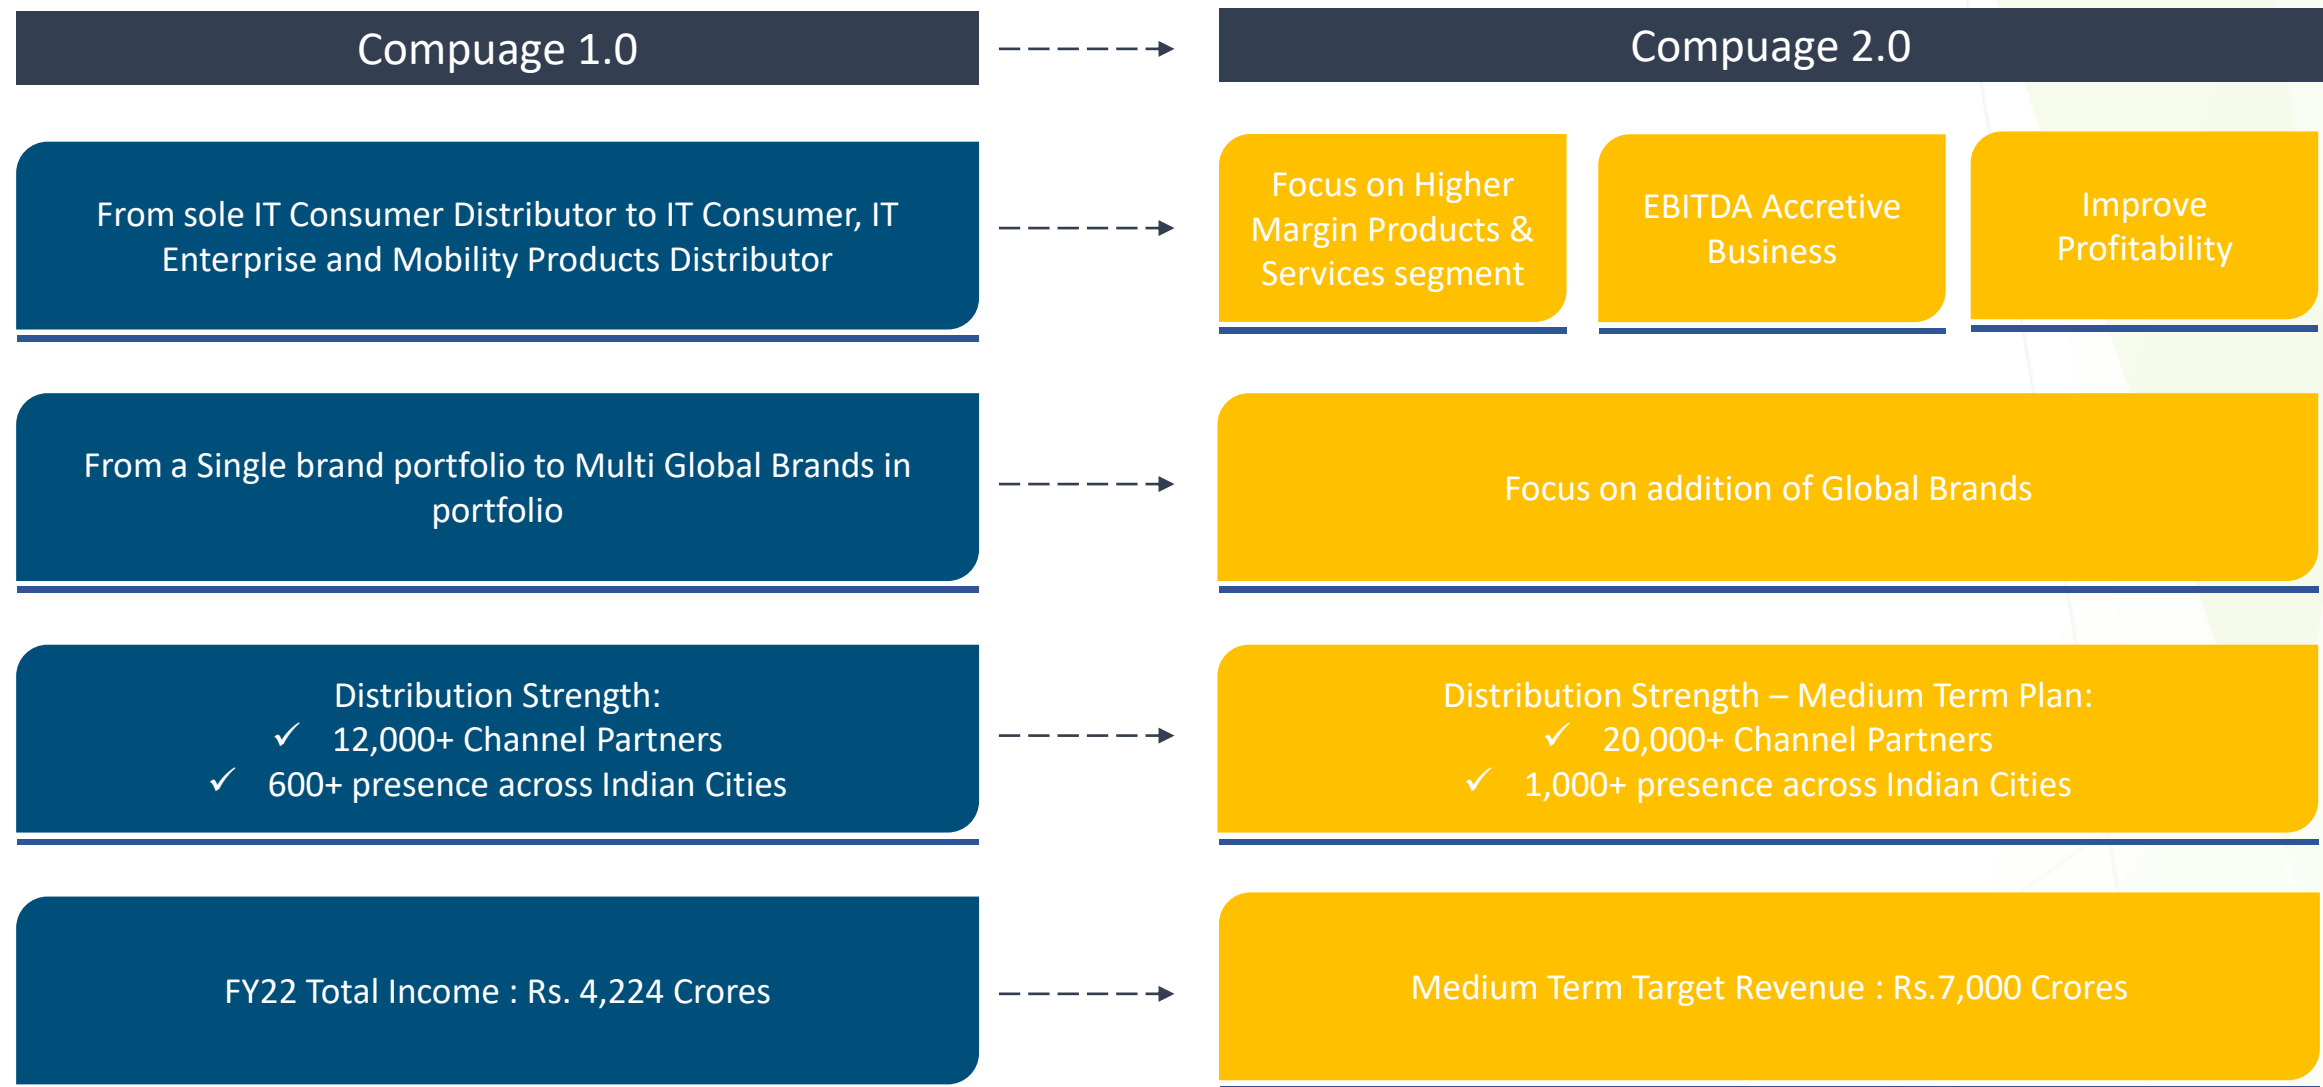 Compuage 1.0
Compuage 2.0
From sole IT Consumer Distributor to IT Consumer, IT
Enterprise and Mobility Products Distributor
Focus on Higher
Margin Products &
Services segment
EBITDA Accretive
Business
Improve
Profitability
From a Single brand portfolio to Multi Global Brands in
portfolio
Focus on addition of Global Brands
Distribution Strength:
✓ 12,000+ Channel Partners
✓ 600+ presence across Indian Cities
Distribution Strength – Medium Term Plan:
✓ 20,000+ Channel Partners
✓ 1,000+ presence across Indian Cities
FY22 Total Income : Rs. 4,224 Crores
Medium Term Target Revenue : Rs.7,000 Crores